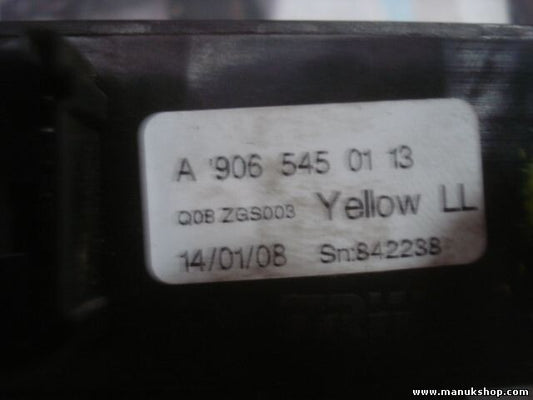 A 906 545 01 13
Q08 ZGS003 Yellow LL
14/01/08 Sn:842238
www.manukshop.com